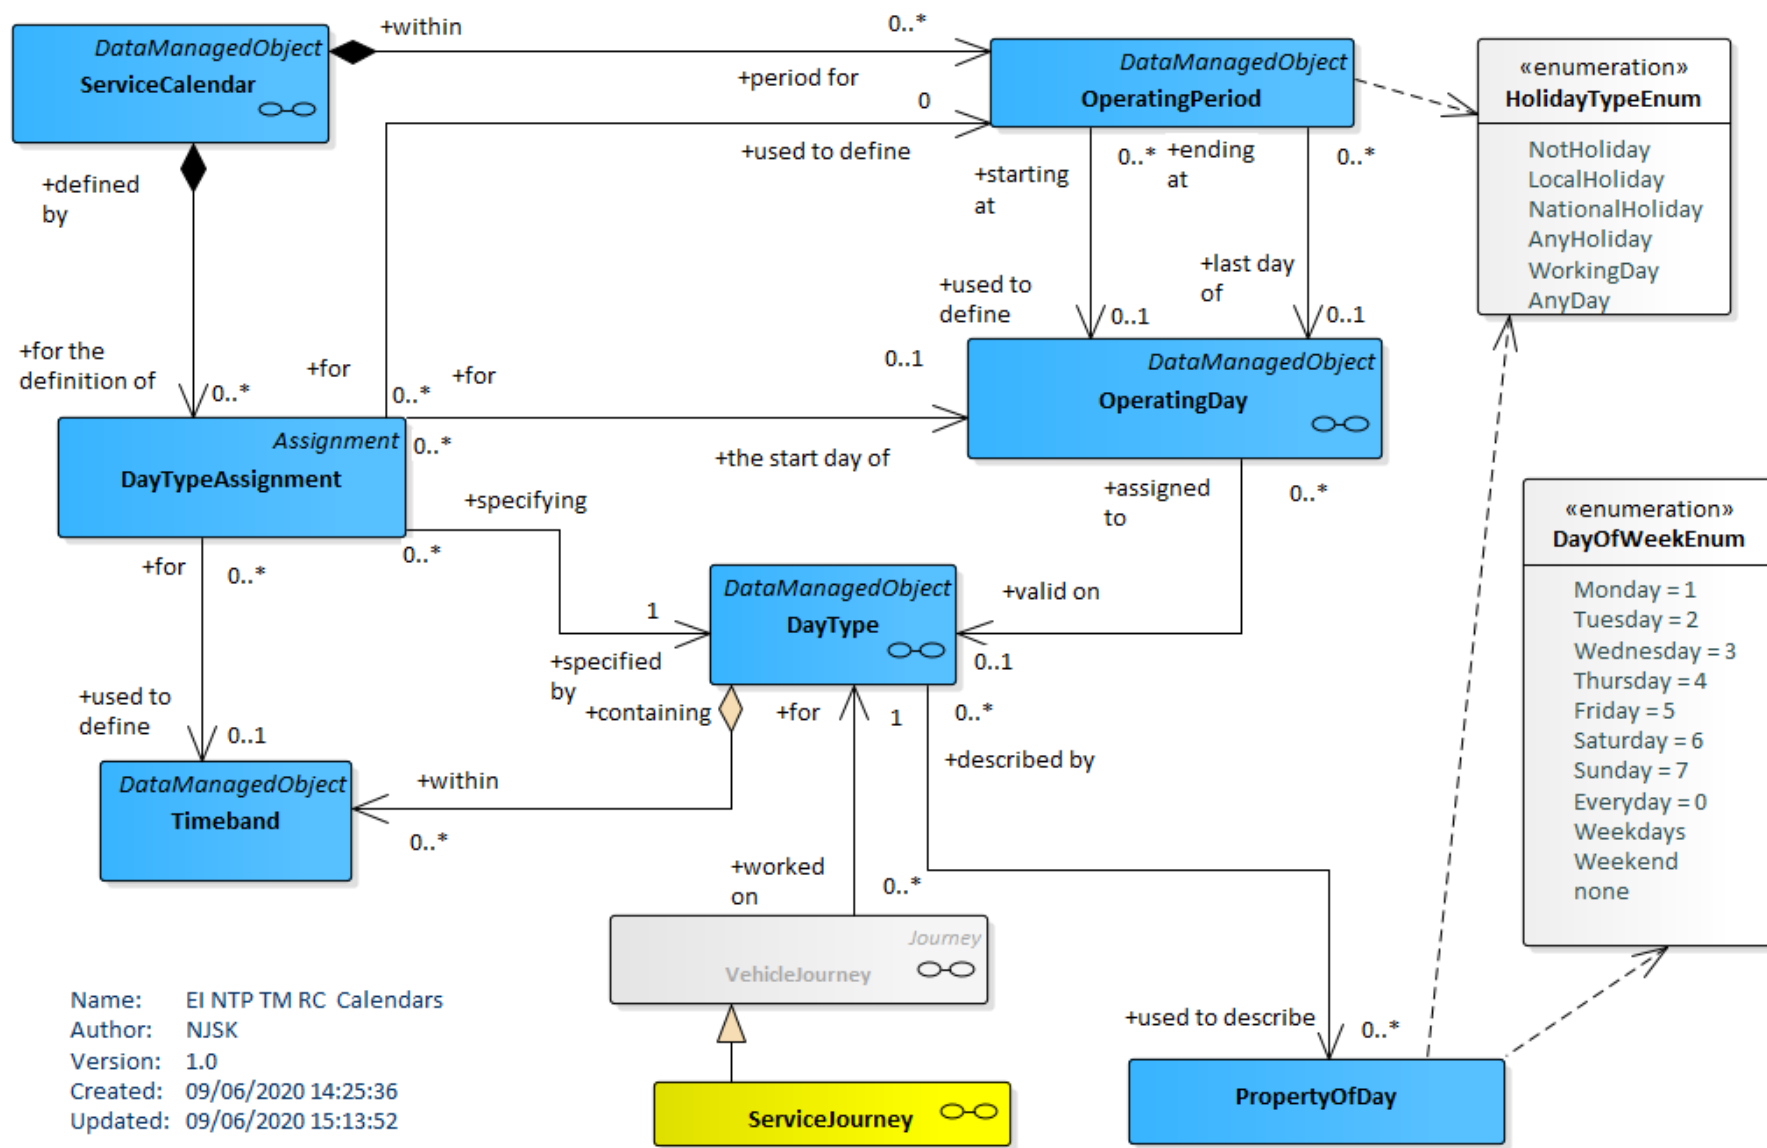 DataManagedObject
ServiceCalendar
+within
0..*
+period for
0
+used to define
DataManagedObject
OperatingPeriod
«enumeration»
HolidayTypeEnum
NotHoliday
LocalHoliday
NationalHoliday
AnyHoliday
WorkingDay
AnyDay
+defined
by
+starting
at
0..*
+ending
at
0..*
+used to
define
0..1
+last day
of
0..1
+for the
definition of
0..*
+for
0..*
+for
0..1
DataManagedObject
OperatingDay
Assignment
DayTypeAssignment
0..*
+the start day of
+specifying
0..*
+assigned
to
0..*
«enumeration»
DayOfWeekEnum
Monday = 1
Tuesday = 2
Wednesday = 3
Thursday = 4
Friday = 5
Saturday = 6
Sunday = 7
Everyday = 0
Weekdays
Weekend
none
+for
0..*
1
+specified
by
DataManagedObject
DayType
+valid on
0..1
+used to
define
0..1
+containing
+for
1
0..*
+described by
DataManagedObject
Timeband
+within
0..*
+worked
on
0..*
Journey
VehicleJourney
ServiceJourney
+used to describe
0..*
PropertyOfDay
Name: EI NTP TM RC Calendars
Author: NJSK
Version: 1.0
Created: 09/06/2020 14:25:36
Updated: 09/06/2020 15:13:52